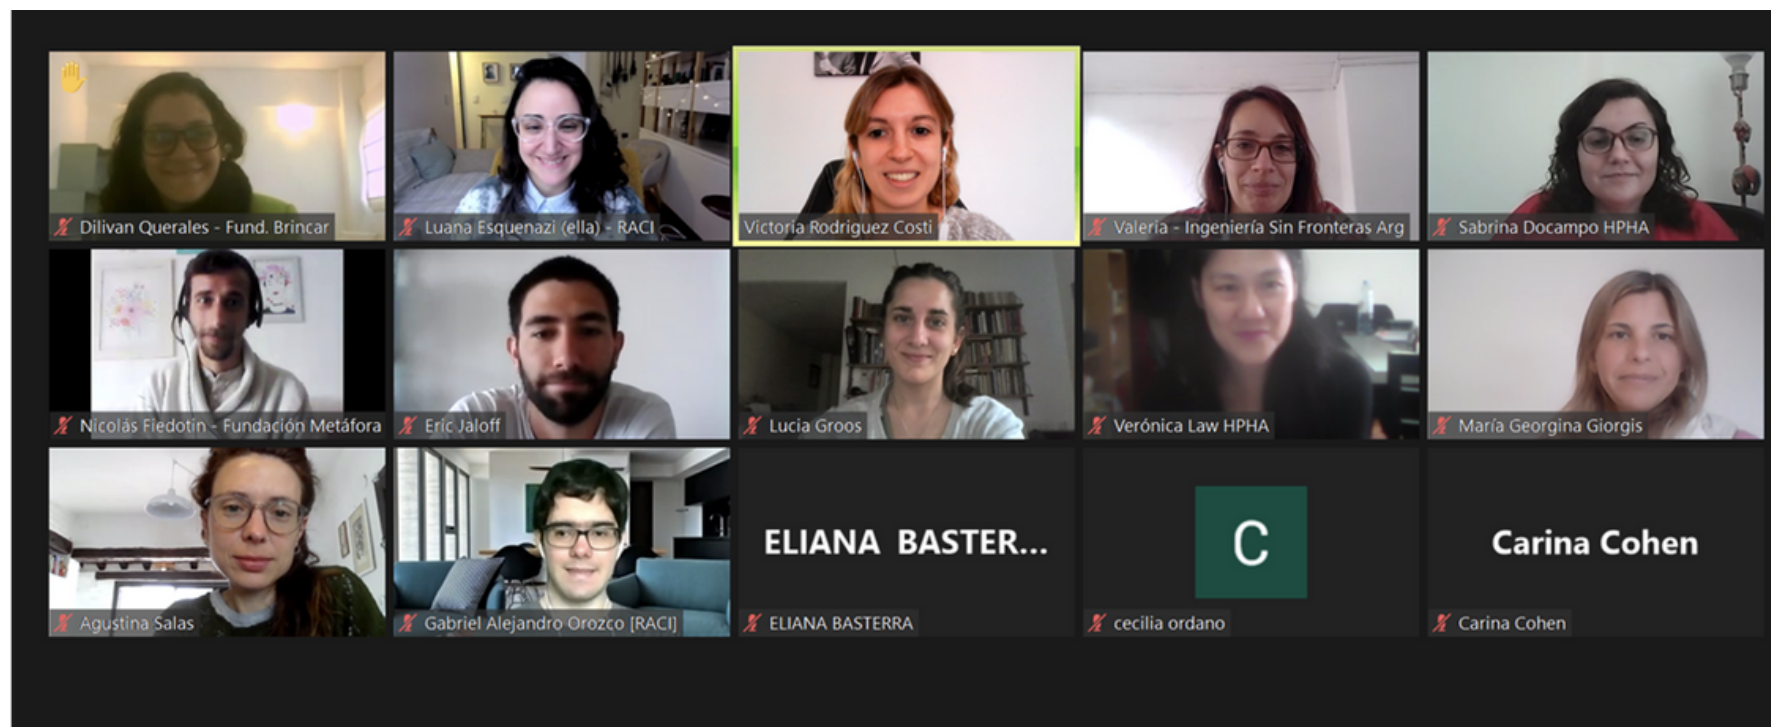 Dilivan Querales - Fund. Brincar
Luana Esquenazi (ella) - RACI
Victoria Rodriguez Costi
Valeria - Ingeniería Sin Fronteras Arg
Sabrina Docampo HPHA
Nicolás Fiedotin - Fundación Metáfora
Eric Jaloff
Lucia Groos
Verónica Law HPHA
María Georgina Giorgis
Agustina Salas
Gabriel Alejandro Orozco [RACI]
ELIANA BASTER...
ELIANA BASTERRA
C
cecilia ordano
Carina Cohen
Carina Cohen